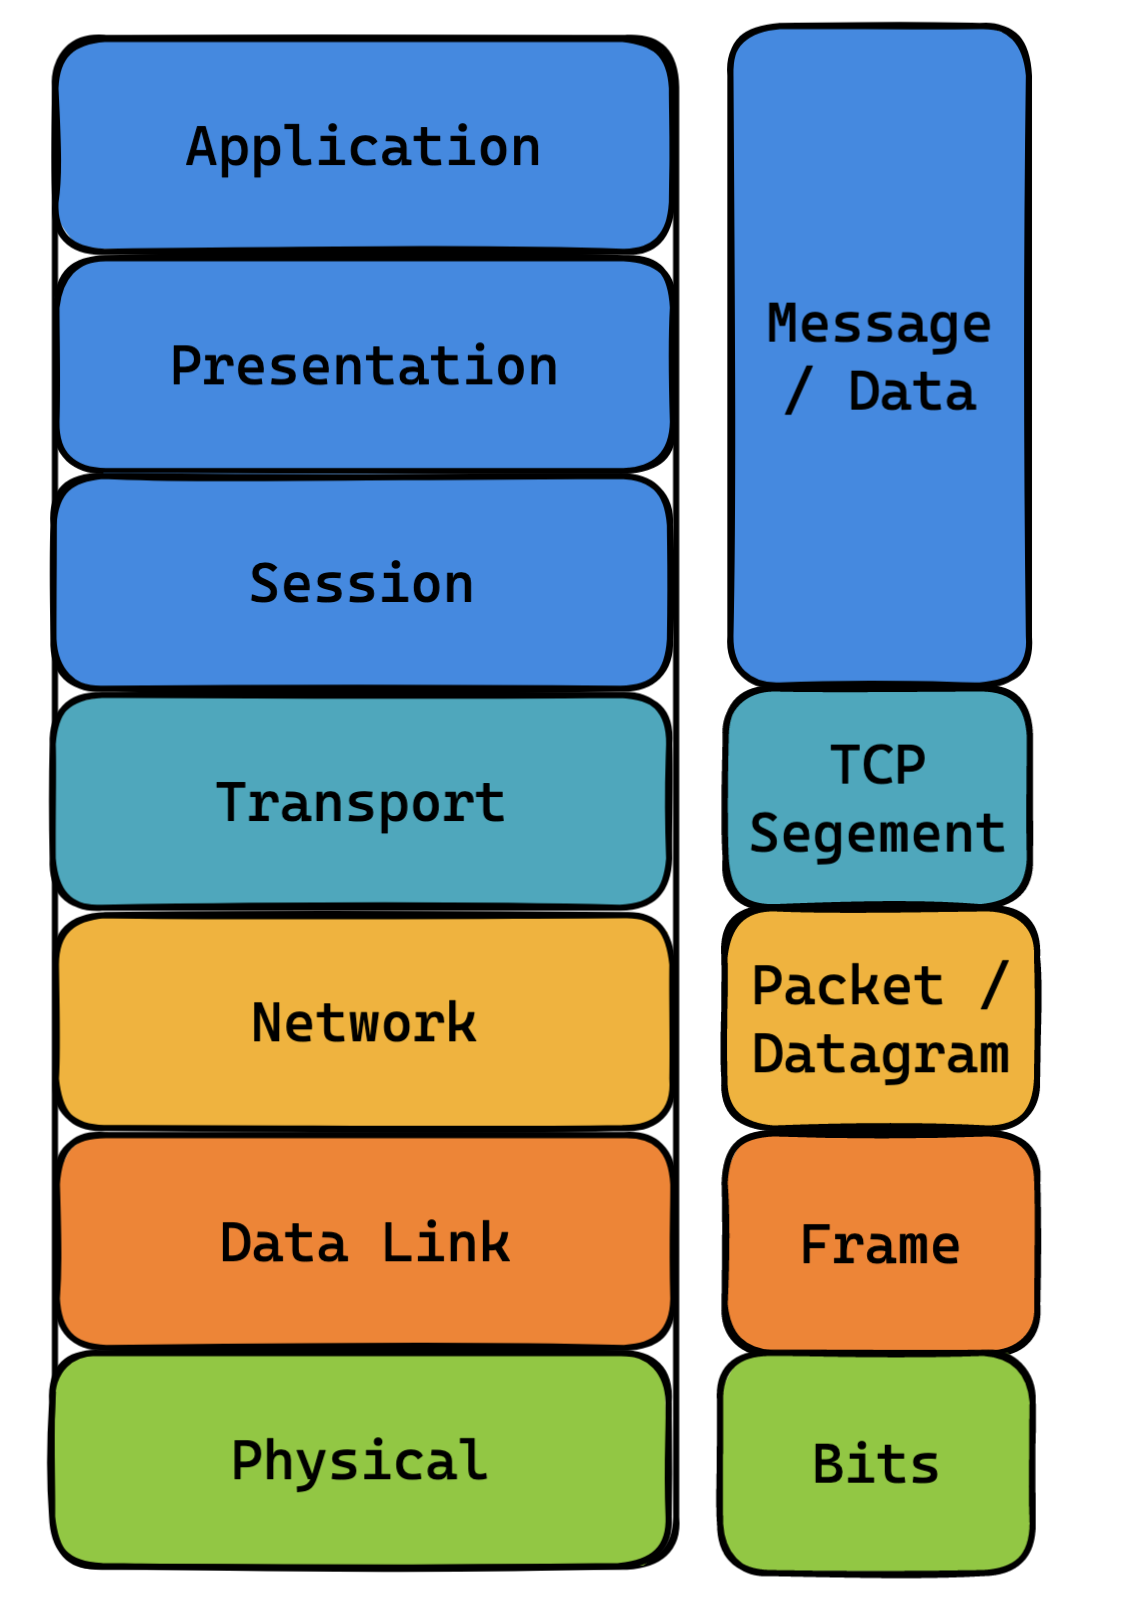 Application
Presentation
Session
Transport
Network
Data Link
Physical
Message
/ Data
TCP
Segement
Packet /
Datagram
Frame
Bits